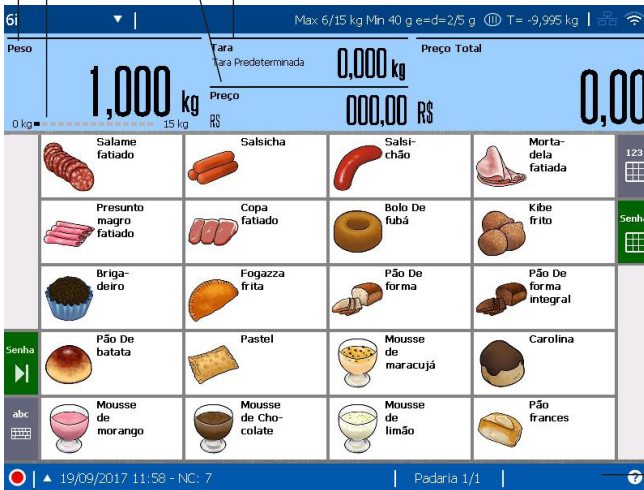 6i ▼ Max 6/15 kg Min 40 g e=d=2/5 g (III) T= -9,995 kg
Peso
1,000 kg
0 kg 15 kg
Tara
Tara Predeterminada
0,000 kg
Preço
R$
000,00 R$
Preço Total
0,00
Salame
fatiado
Salsicha
Salsi-
chão
Morta-
dela
fatiada
123
Presunto
magro
fatiado
Copa
fatiado
Bolo De
fubá
Kibe
frito
Senha
Briga-
deiro
Fogazza
frita
Pão De
forma
Pão De
forma
integral
Senha
Pão De
batata
Pastel
Mousse
de
maracujá
Carolina
abc
Mousse
de
morango
Mousse
de Cho-
colate
Mousse
de
limão
Pão
frances
▲ 19/09/2017 11:58 - NC: 7
Padaria 1/1
?